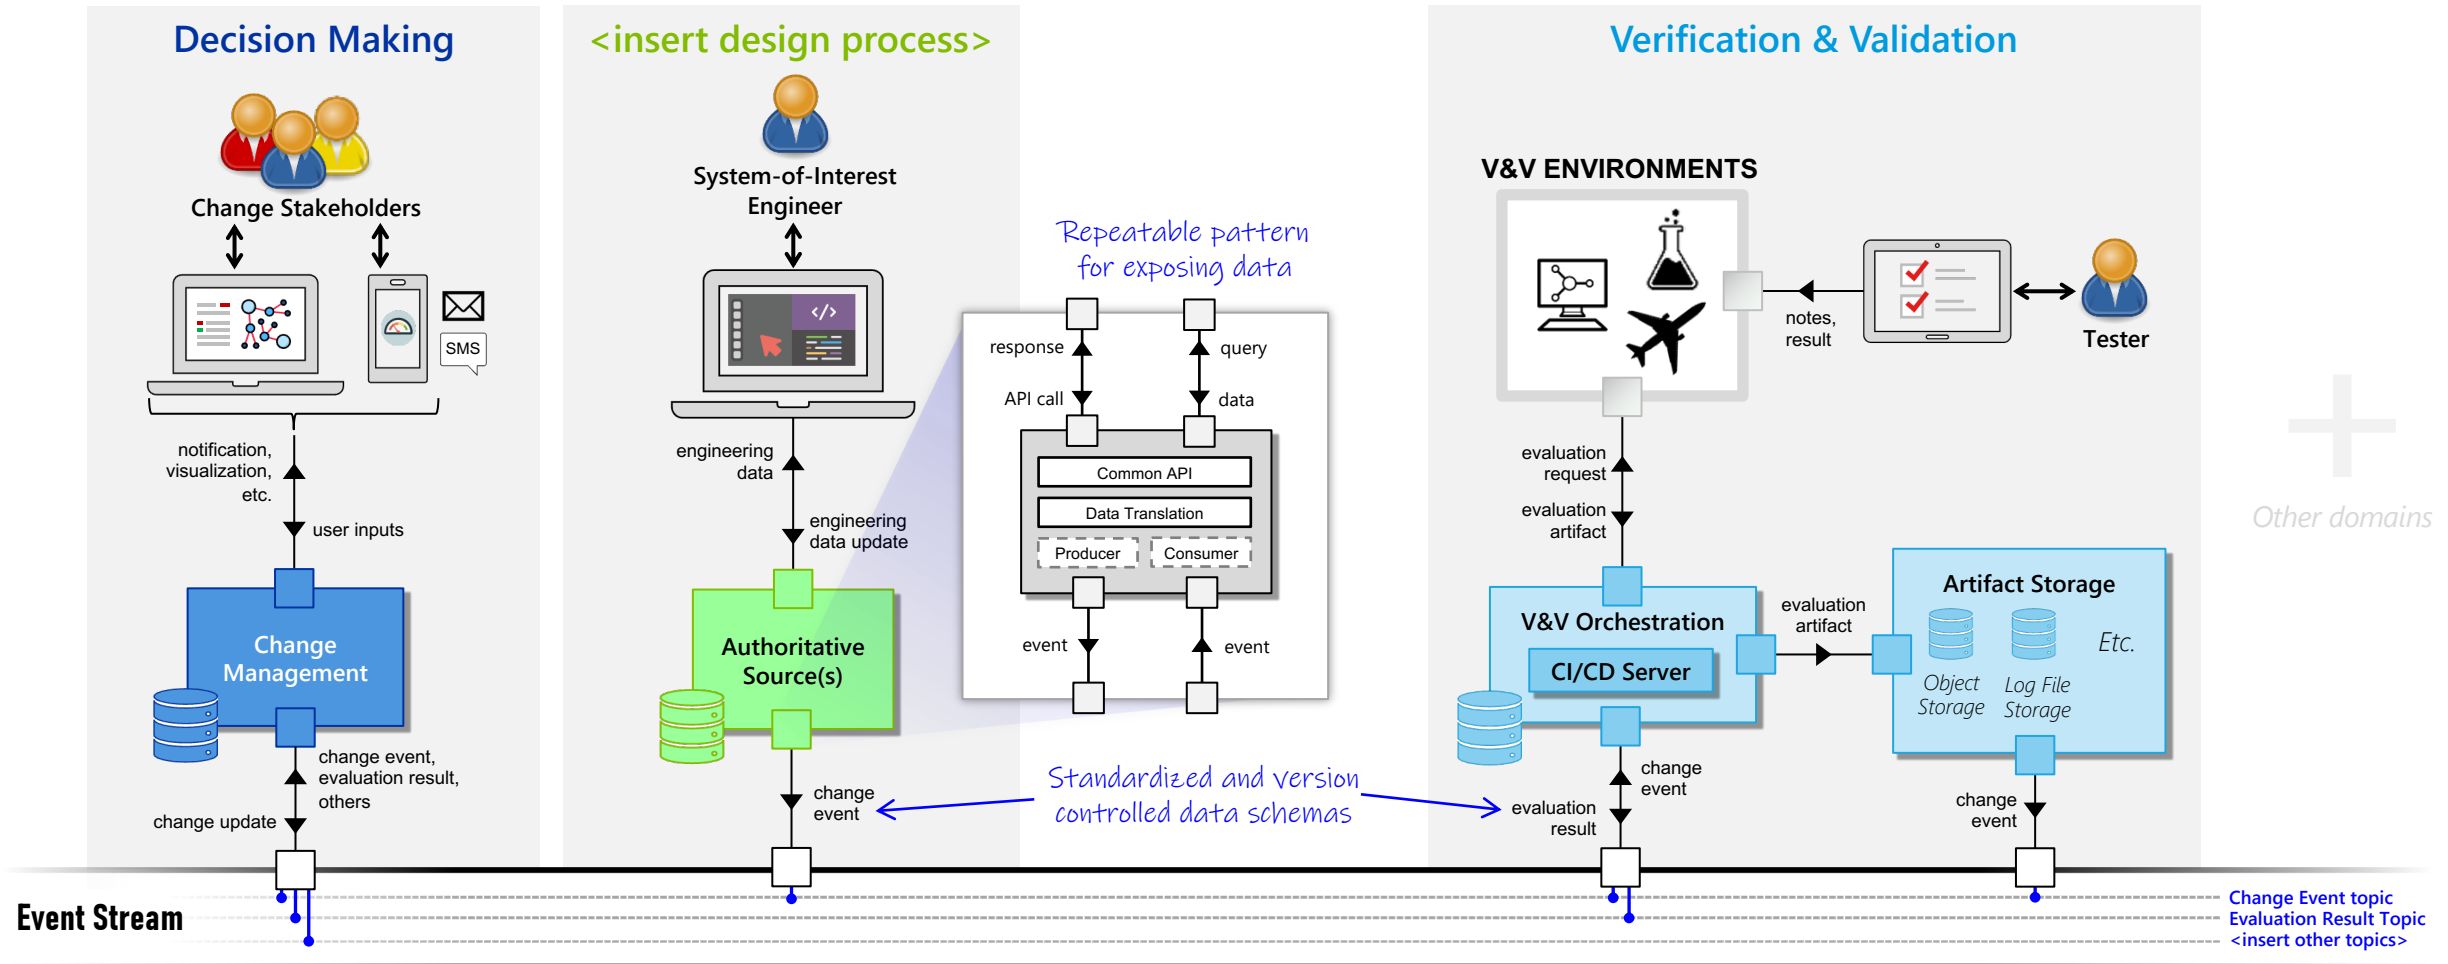 Decision Making
Change Stakeholders
SMS
notification,
visualization,
etc.
user inputs
Change
Management
change event,
evaluation result,
others
change update
<insert design process>
System-of-Interest
Engineer
</>
engineering
data
engineering
data update
Authoritative
Source(s)
change
event
Repeatable pattern
for exposing data
response
query
API call
data
Common API
Data Translation
Producer
Consumer
event
event
Standardized and version
controlled data schemas
Verification & Validation
V&V ENVIRONMENTS
notes,
result
Tester
evaluation
request
evaluation
artifact
V&V Orchestration
CI/CD Server
evaluation
artifact
Artifact Storage
Object
Storage
Log File
Storage
Etc.
change
event
evaluation
result
change
event
Other domains
Event Stream
Change Event topic
Evaluation Result Topic
<insert other topics>